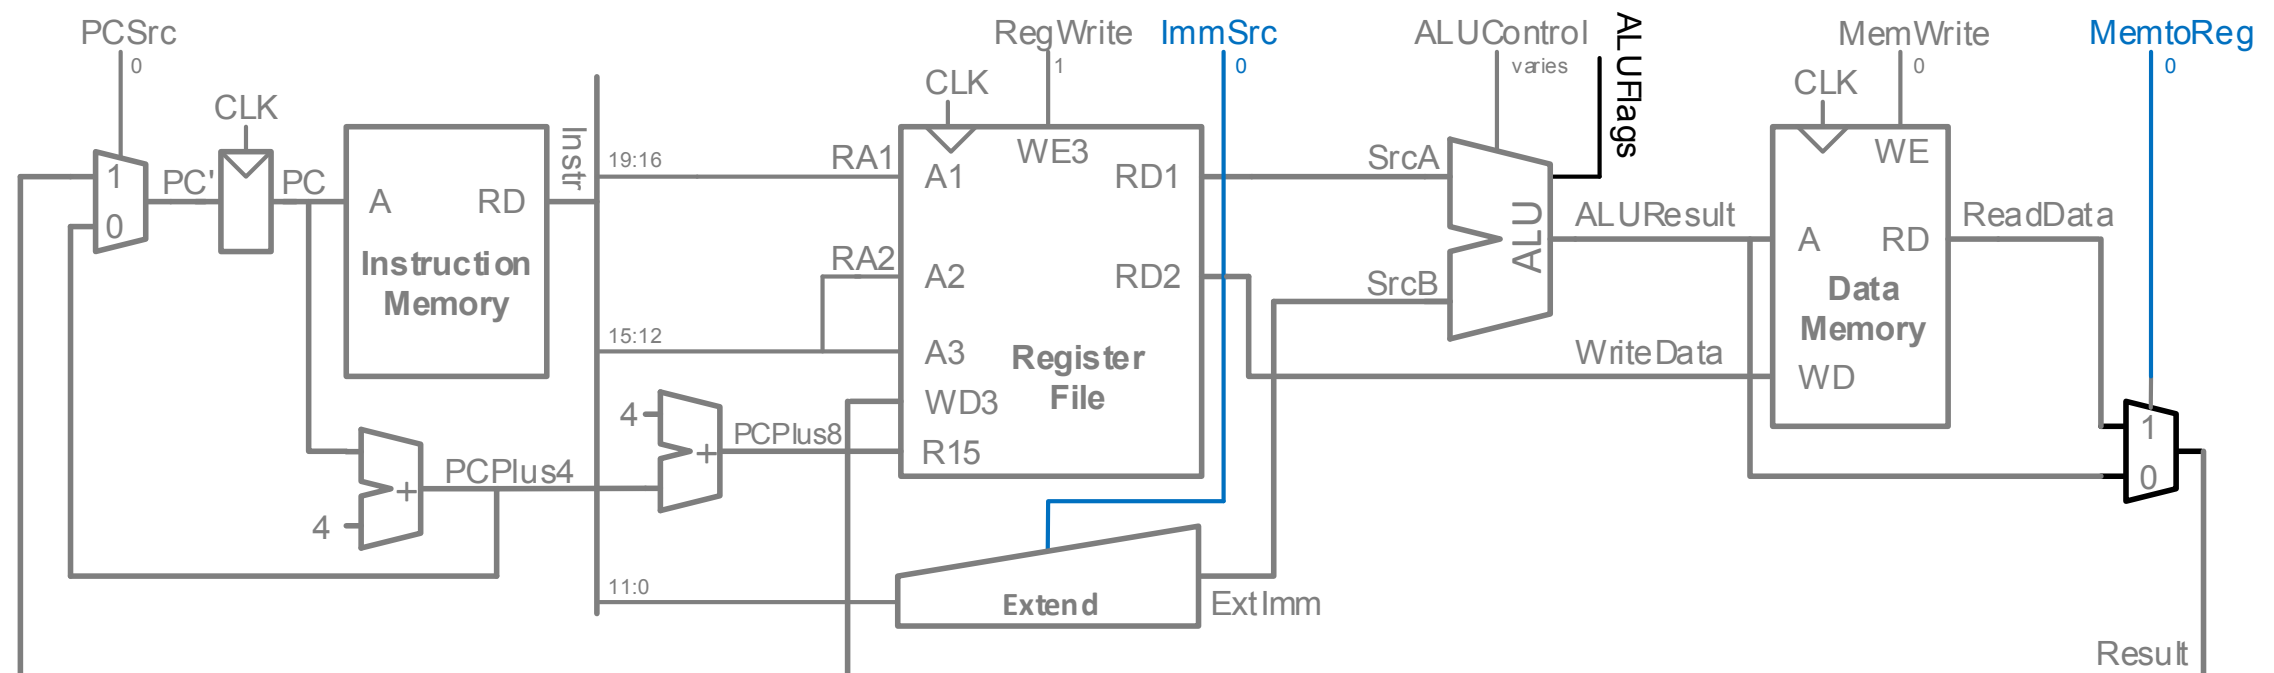 PCSrc
0
RegWrite
1
ImmSrc
0
ALUControl
varies
ALUFlags
MemWrite
0
MemtoReg
0
CLK
CLK
CLK
1
0
PC'
PC
A
RD
Instruction
Memory
Instr
19:16
RA1
A1
WE3
RD1
SrcA
RA2
A2
RD2
SrcB
15:12
A3
Register
File
WD3
R15
ALU
ALUResult
WriteData
WE
A
RD
Data
Memory
WD
ReadData
1
0
4
+
PCPlus8
PCPlus4
+
4
11:0
Extend
ExtImm
Result